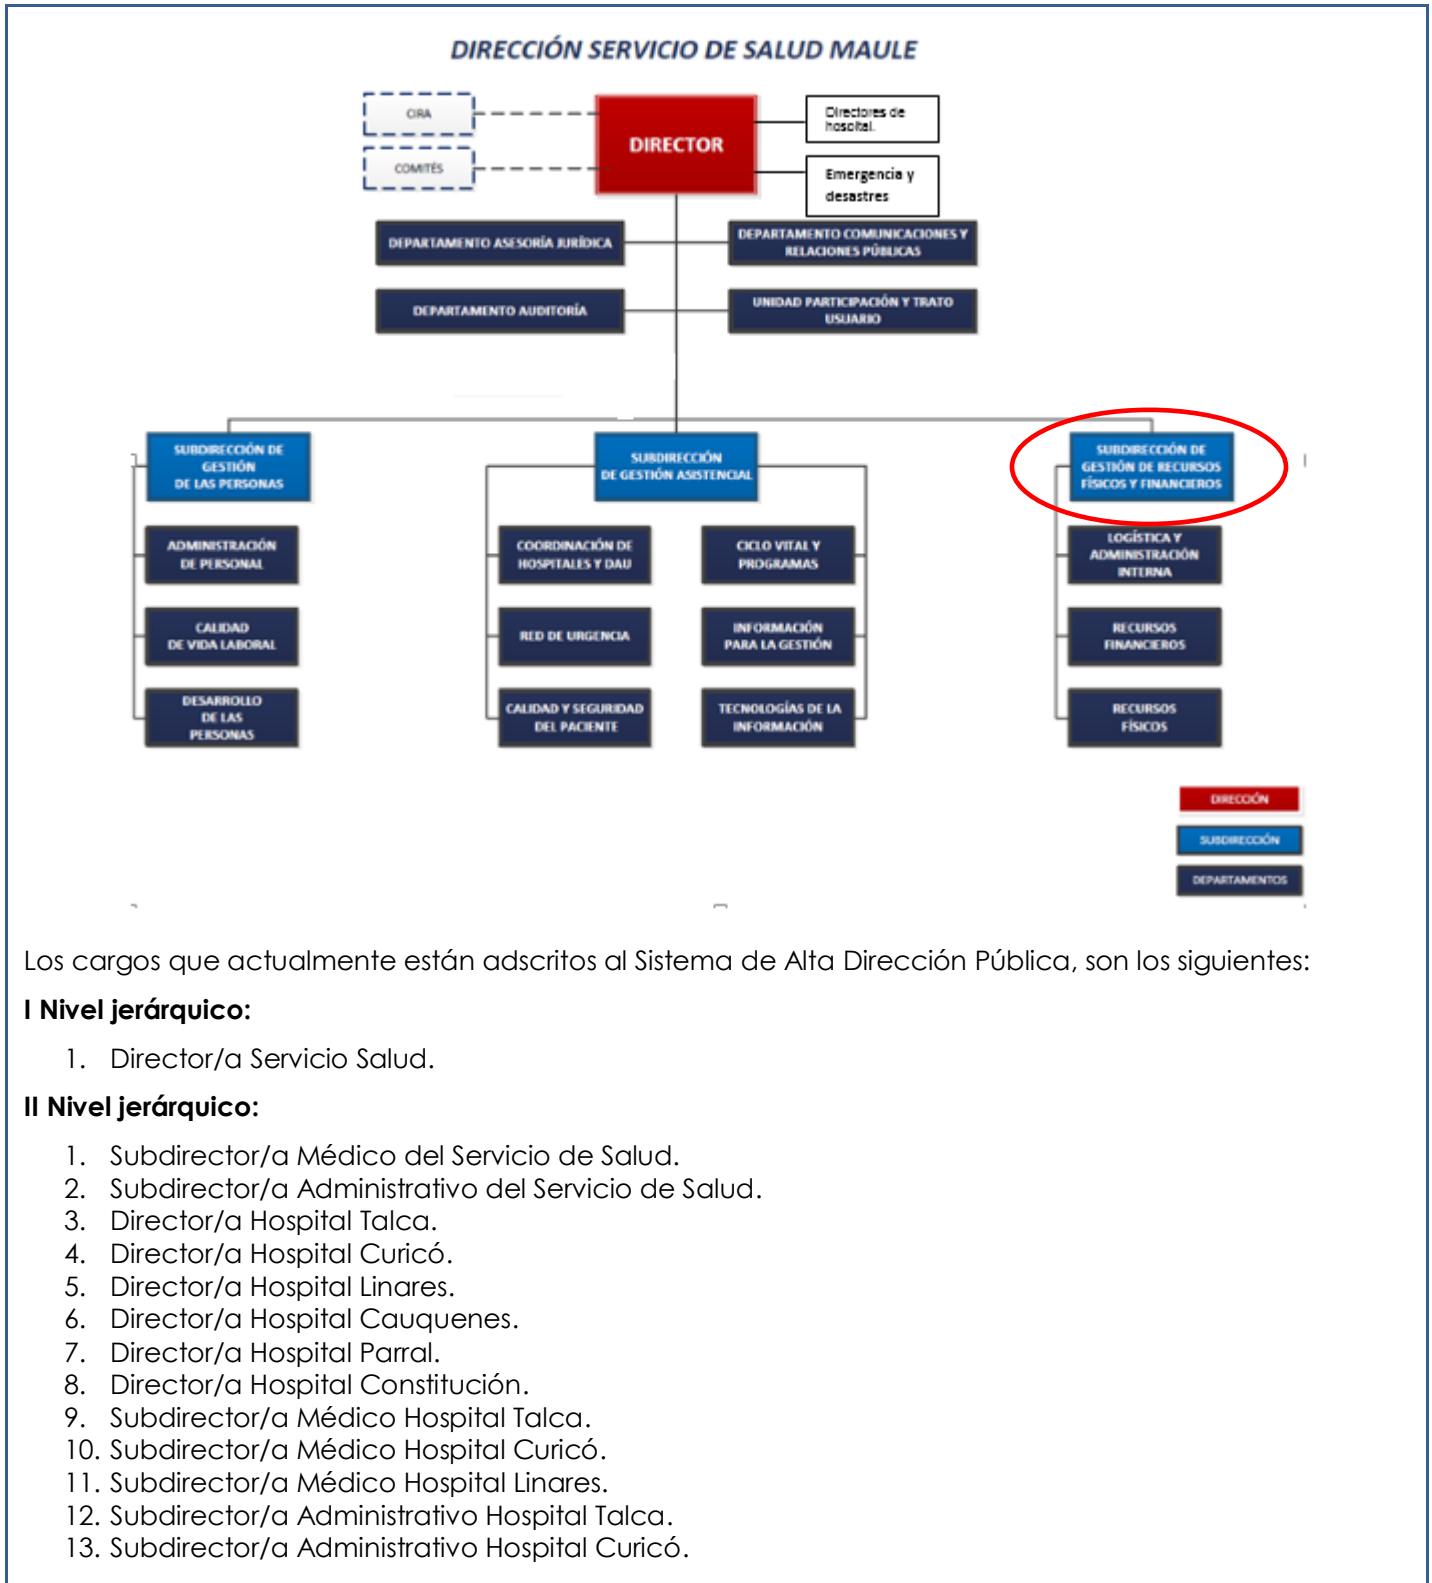 DIRECCIÓN SERVICIO DE SALUD MAULE
CIRA
COMITÉS
DIRECTOR
Directores de
hospital.
Emergencia y
desastres
DEPARTAMENTO ASESORÍA JURÍDICA
DEPARTAMENTO COMUNICACIONES Y
RELACIONES PÚBLICAS
DEPARTAMENTO AUDITORÍA
UNIDAD PARTICIPACIÓN Y TRATO
USUARIO
SUBDIRECCIÓN DE
GESTIÓN
DE LAS PERSONAS
SUBDIRECCIÓN
DE GESTIÓN ASISTENCIAL
SUBDIRECCIÓN DE
GESTIÓN DE RECURSOS
FÍSICOS Y FINANCIEROS
ADMINISTRACIÓN
DE PERSONAL
CALIDAD
DE VIDA LABORAL
DESARROLLO
DE LAS
PERSONAS
COORDINACIÓN DE
HOSPITALES Y DAU
RED DE URGENCIA
CALIDAD Y SEGURIDAD
DEL PACIENTE
CICLO VITAL Y
PROGRAMAS
INFORMACIÓN
PARA LA GESTIÓN
TECNOLOGÍAS DE LA
INFORMACIÓN
LOGÍSTICA Y
ADMINISTRACIÓN
INTERNA
RECURSOS
FINANCIEROS
RECURSOS
FÍSICOS
DIRECCIÓN
SUBDIRECCIÓN
DEPARTAMENTOS
Los cargos que actualmente están adscritos al Sistema de Alta Dirección Pública, son los siguientes:
I Nivel jerárquico:
1. Director/a Servicio Salud.
II Nivel jerárquico:
1. Subdirector/a Médico del Servicio de Salud.
2. Subdirector/a Administrativo del Servicio de Salud.
3. Director/a Hospital Talca.
4. Director/a Hospital Curicó.
5. Director/a Hospital Linares.
6. Director/a Hospital Cauquenes.
7. Director/a Hospital Parral.
8. Director/a Hospital Constitución.
9. Subdirector/a Médico Hospital Talca.
10. Subdirector/a Médico Hospital Curicó.
11. Subdirector/a Médico Hospital Linares.
12. Subdirector/a Administrativo Hospital Talca.
13. Subdirector/a Administrativo Hospital Curicó.